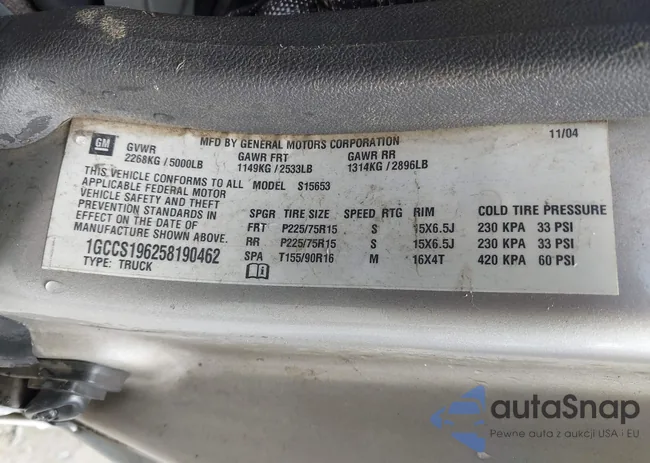 MFD BY GENERAL MOTORS CORPORATION 11/04
GM GVWR GAWR FRT GAWR RR
2268KG / 5000LB 1149KG / 2533LB 1314KG / 2896LB
THIS VEHICLE CONFORMS TO ALL MODEL S15653
APPLICABLE FEDERAL MOTOR
VEHICLE SAFETY AND THEFT
PREVENTION STANDARDS IN
EFFECT ON THE DATE OF
MANUFACTURE SHOWN ABOVE.
1GCCS196258190462
TYPE: TRUCK
SPGR TIRE SIZE SPEED RTG RIM COLD TIRE PRESSURE
FRT P225/75R15 S 15X6.5J 230 KPA 33 PSI
RR P225/75R15 S 15X6.5J 230 KPA 33 PSI
SPA T155/90R16 M 16X4T 420 KPA 60 PSI
autaSnap
Pewne auta z aukcji USA i EU